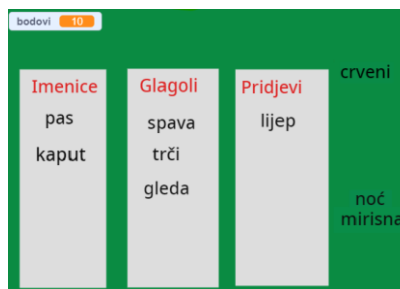 bodovi 10
Imenice Glagoli Pridjevi
pas spava lijep
kaput trči
gleda
crveni
noć
mirisna